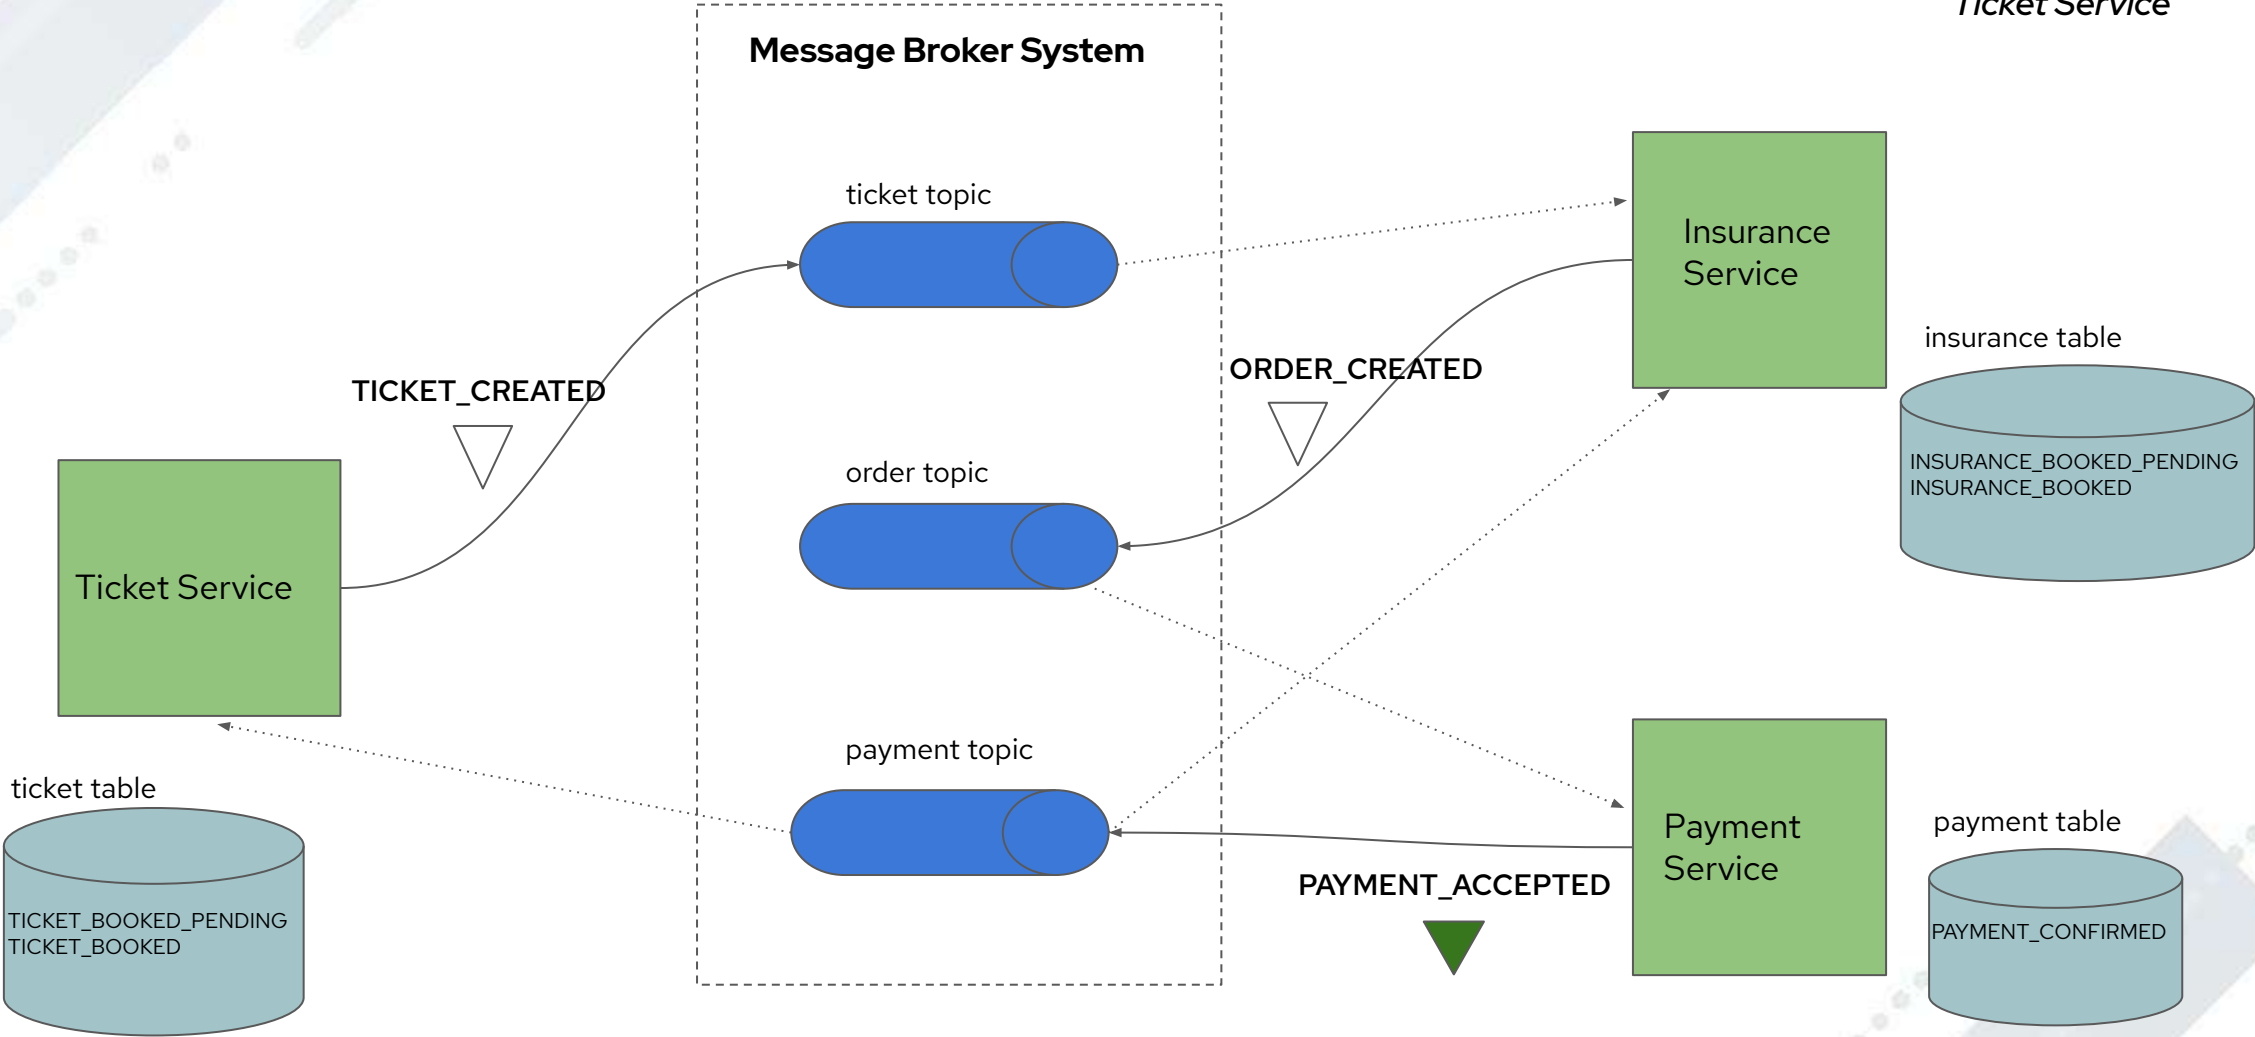 Ticket Service
Message Broker System
ticket topic
Insurance
Service
insurance table
ORDER_CREATED
TICKET_CREATED
INSURANCE_BOOKED_PENDING
INSURANCE_BOOKED
order topic
Ticket Service
payment topic
ticket table
payment table
Payment
Service
PAYMENT_ACCEPTED
TICKET_BOOKED_PENDING
TICKET_BOOKED
PAYMENT_CONFIRMED